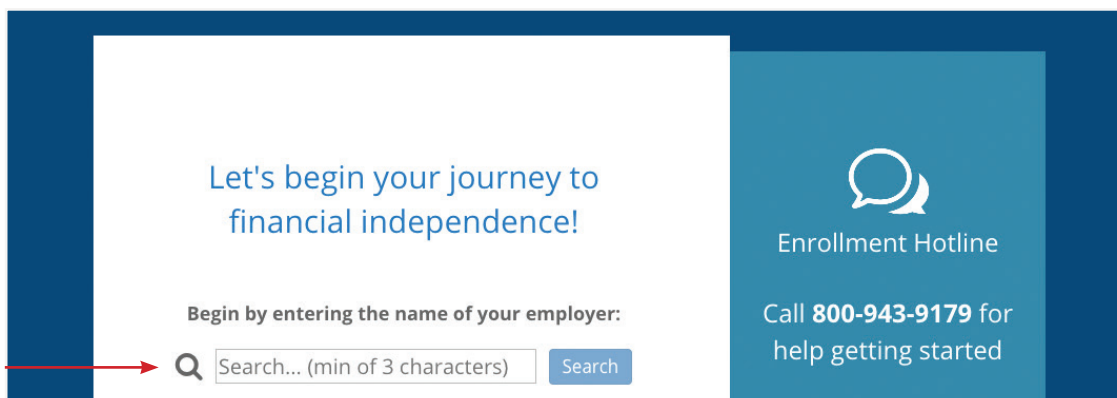 Let's begin your journey to
financial independence!
Begin by entering the name of your employer:
Search... (min of 3 characters)
Search
Enrollment Hotline
Call 800-943-9179 for
help getting started